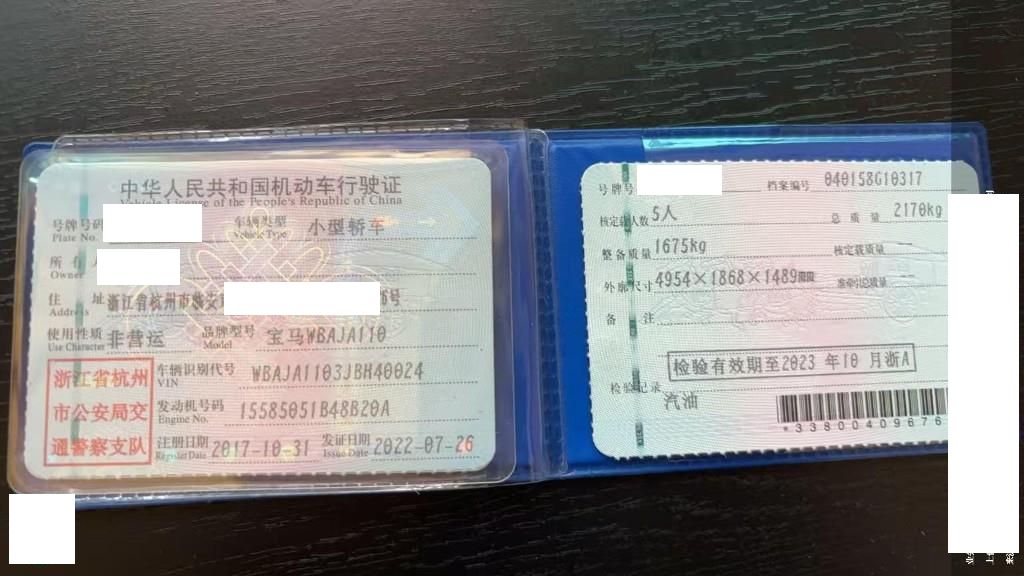 中华人民共和国机动车行驶证
Vehicle License of the People's Republic of China
号牌号码
Plate No.
车辆类型 小型轿车
Vehicle Type
所有人
Owner
住址 浙江省杭州市 号
Address
使用性质 非营运
Use Character
品牌型号 宝马WBAJA110
Model
浙江省杭州
市公安局交
通警察支队
车辆识别代号 WBAJA1103JBH40024
VIN
发动机号码 15585051B48B20A
Engine No.
注册日期 2017-10-31 发证日期 2022-07-26
Register Date Issue Date
号牌号 档案编号 040158G10317
核定载人数 5人 总质量 2170kg
整备质量 1675kg 核定载质量 —
外廓尺寸 4954×1868×1489mm 准牵引总质量 —
备注
检验有效期至2023年10月浙A
检验记录
汽油
*33800409676